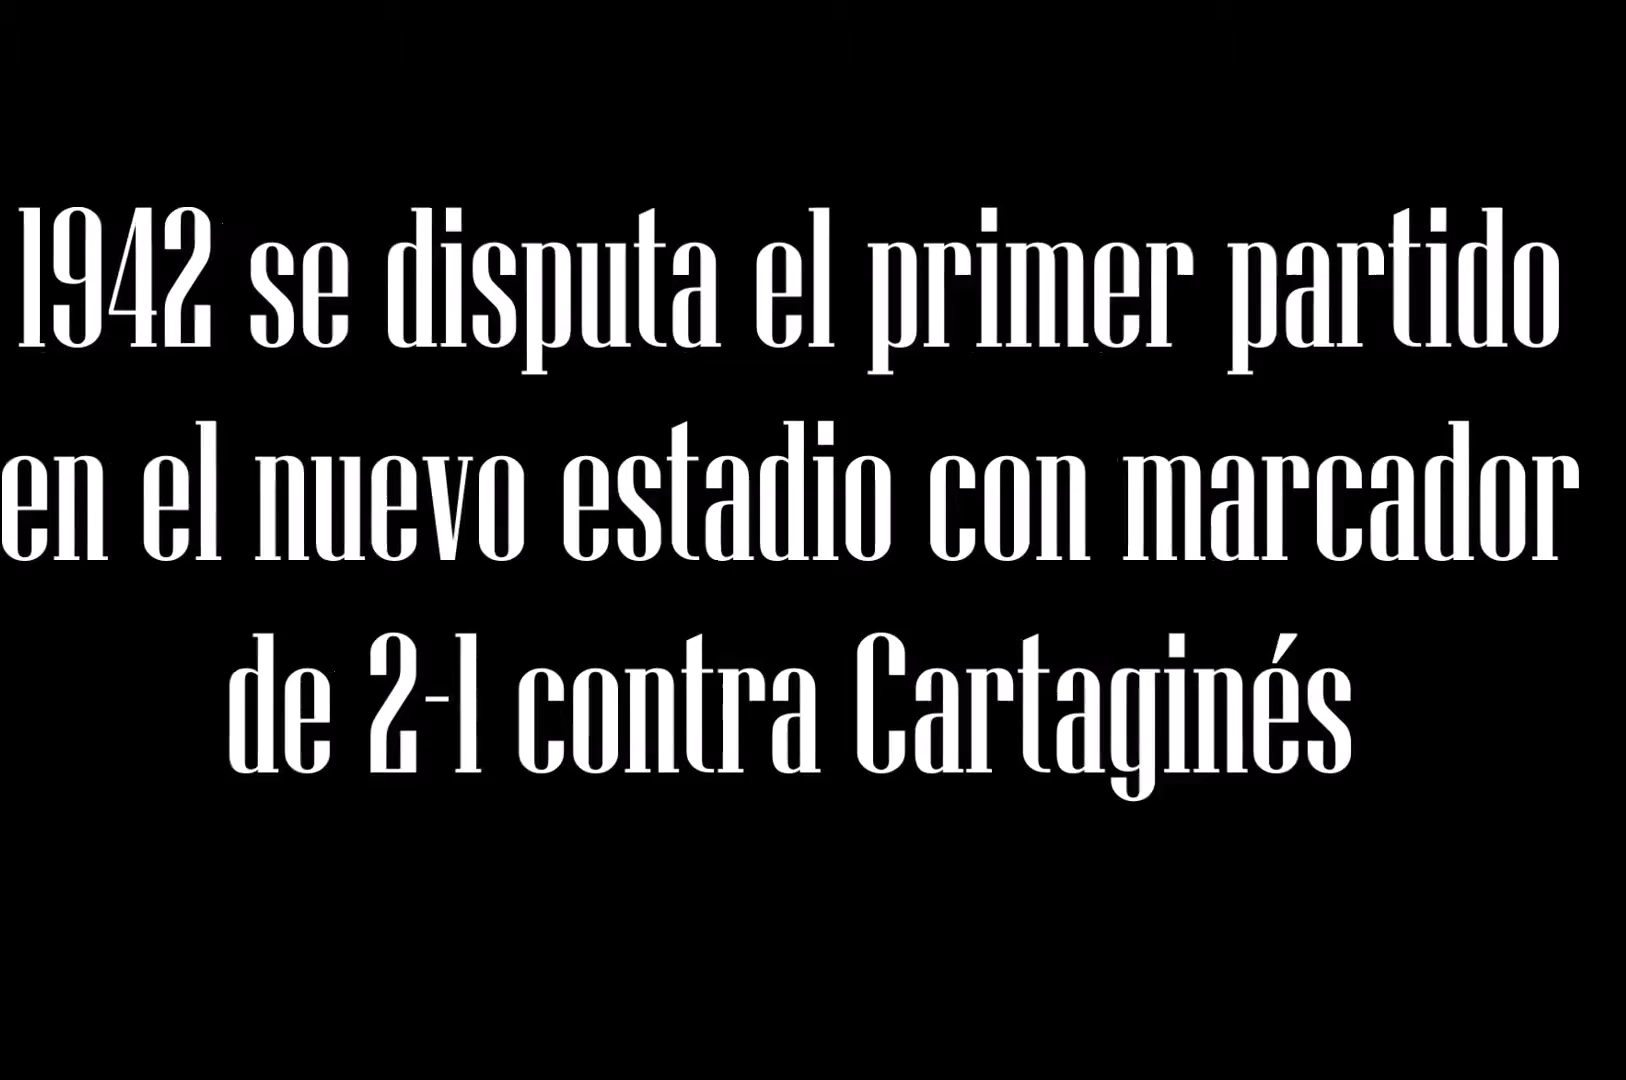 1942 se disputa el primer partido
en el nuevo estadio con marcador
de 2-1 contra Cartaginés